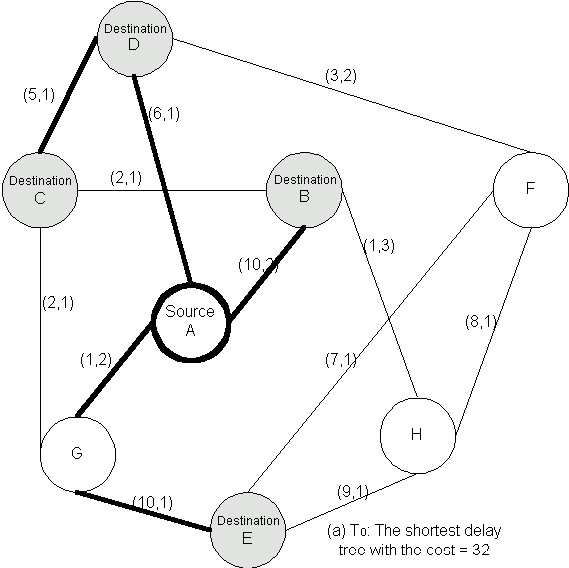 Destination
D
(5,1)
(6,1)
(3,2)
Destination
C
(2,1)
Destination
B
F
(10,2)
(1,3)
(2,1)
Source
A
(1,2)
(7,1)
(8,1)
G
H
(10,1)
(9,1)
Destination
E
(a) T₀: The shortest delay
tree with the cost = 32